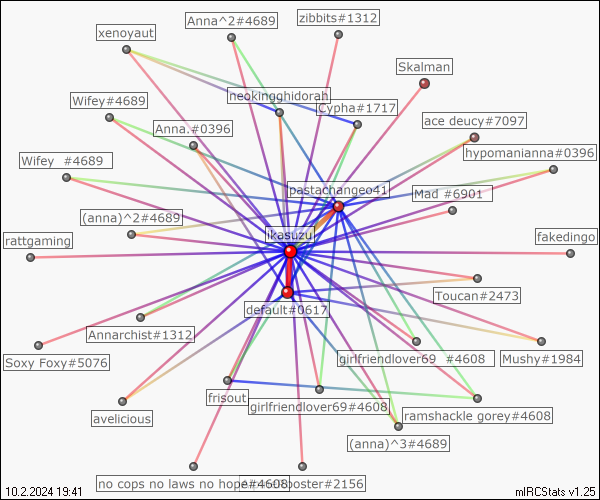 Anna^2#4689
zibbits#1312
xenoyaut
Skalman
neokingghidorah
Wifey#4689
Cypha#1717
ace deucy#7097
Anna.#0396
Wifey #4689
hypomanianna#0396
pastachangeo41
Mad #6901
(anna)^2#4689
ikasuzu
rattgaming
fakedingo
Toucan#2473
default#0617
Annarchist#1312
Soxy Foxy#5076
girlfriendlover69 #4608
Mushy#1984
frisout
girlfriendlover69#4608
avelicious
ramshackle gorey#4608
(anna)^3#4689
no cops no laws no hope#4608
poster#2156
10.2.2024 19:41
mIRCStats v1.25